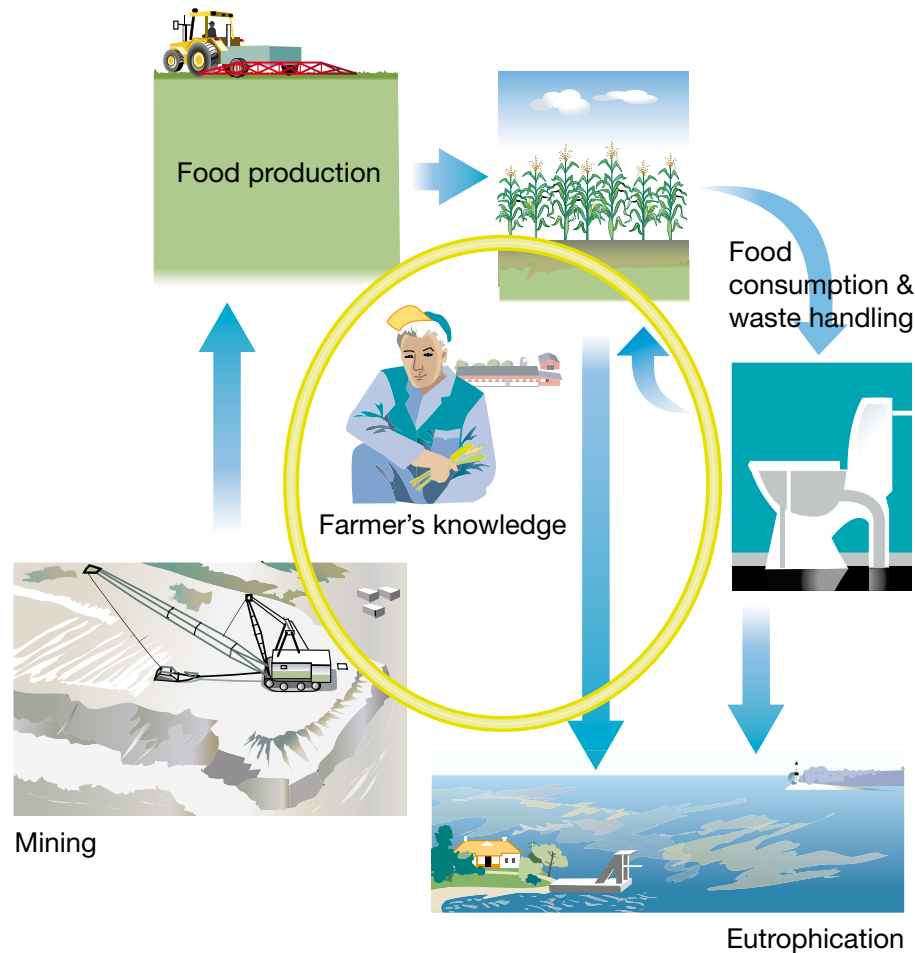 Food production
Food
consumption &
waste handling
Farmer’s knowledge
Mining
Eutrophication